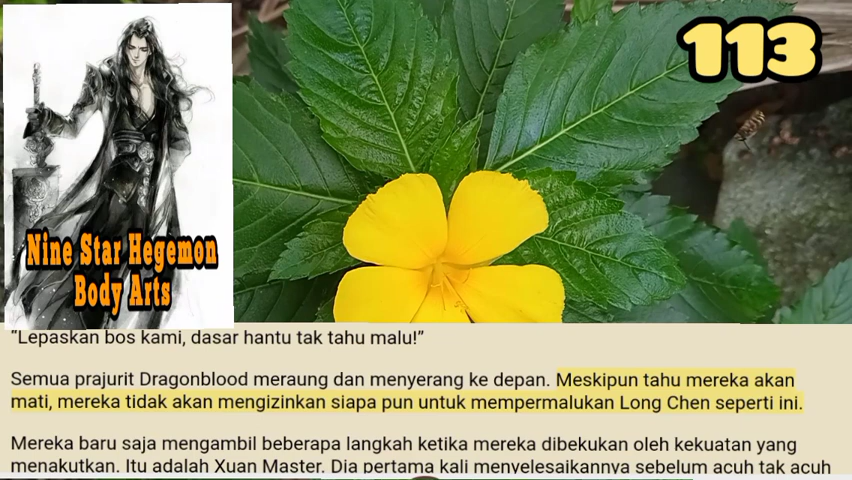 113
Nine Star Hegemon
Body Arts
“Lepaskan bos kami, dasar hantu tak tahu malu!”
Semua prajurit Dragonblood meraung dan menyerang ke depan. Meskipun tahu mereka akan
mati, mereka tidak akan mengizinkan siapa pun untuk mempermalukan Long Chen seperti ini.
Mereka baru saja mengambil beberapa langkah ketika mereka dibekukan oleh kekuatan yang
menakutkan. Itu adalah Xuan Master. Dia pertama kali menyelesaikannya sebelum acuh tak acuh